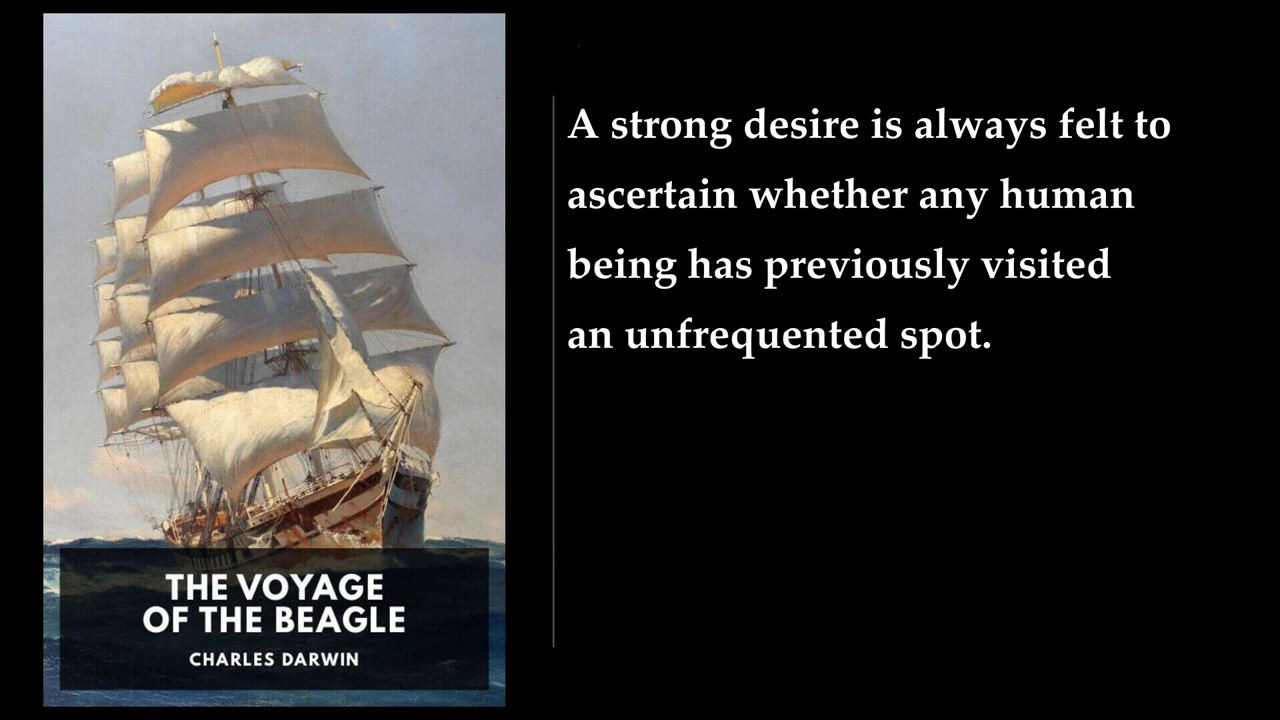 THE VOYAGE
OF THE BEAGLE
CHARLES DARWIN
A strong desire is always felt to
ascertain whether any human
being has previously visited
an unfrequented spot.